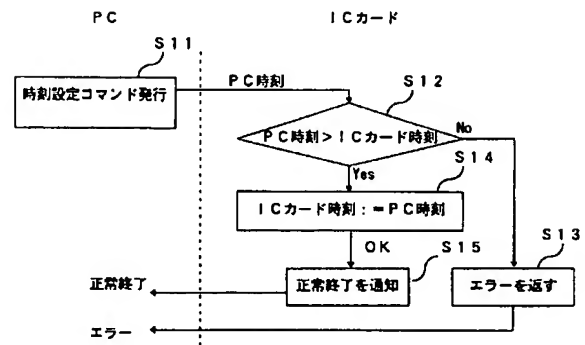 PC
ICカード
S11
時刻設定コマンド発行
PC時刻
S12
PC時刻>ICカード時刻
No
Yes
S14
ICカード時刻:=PC時刻
OK
S15
S13
正常終了
正常終了を通知
エラーを返す
エラー